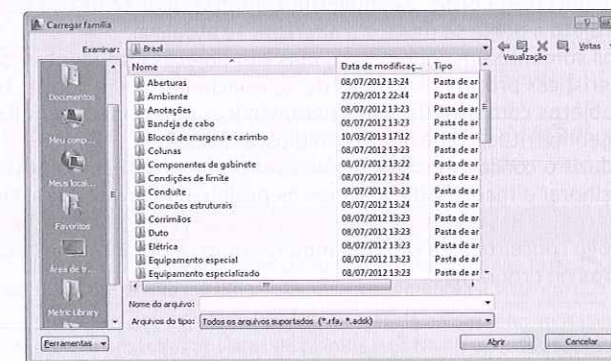 Carregar família
Examinar: Brazil Vistas
Visualização
Nome Data de modificaç... Tipo
Aberturas 08/07/2012 13:24 Pasta de ar
Ambiente 27/09/2012 22:44 Pasta de ar
Anotações 08/07/2012 13:23 Pasta de ar
Bandeja de cabo 08/07/2012 13:23 Pasta de ar
Blocos de margens e carimbo 10/03/2013 17:12 Pasta de ar
Colunas 08/07/2012 13:23 Pasta de ar
Componentes de gabinete 08/07/2012 13:22 Pasta de ar
Condições de limite 08/07/2012 13:24 Pasta de ar
Conduite 08/07/2012 13:23 Pasta de ar
Conexões estruturais 08/07/2012 13:24 Pasta de ar
Corrimãos 08/07/2012 13:23 Pasta de ar
Duto 08/07/2012 13:23 Pasta de ar
Elétrica 08/07/2012 13:23 Pasta de ar
Equipamento especial 08/07/2012 13:23 Pasta de ar
Equipamento especializado 08/07/2012 13:23 Pasta de ar
Documentos
Meu comp...
Meus locai...
Favoritos
Área de tr...
Metric Library
Nome do arquivo:
Arquivos do tipo: Todos os arquivos suportados (*.rfa, *.adsk)
Ferramentas Abrir Cancelar